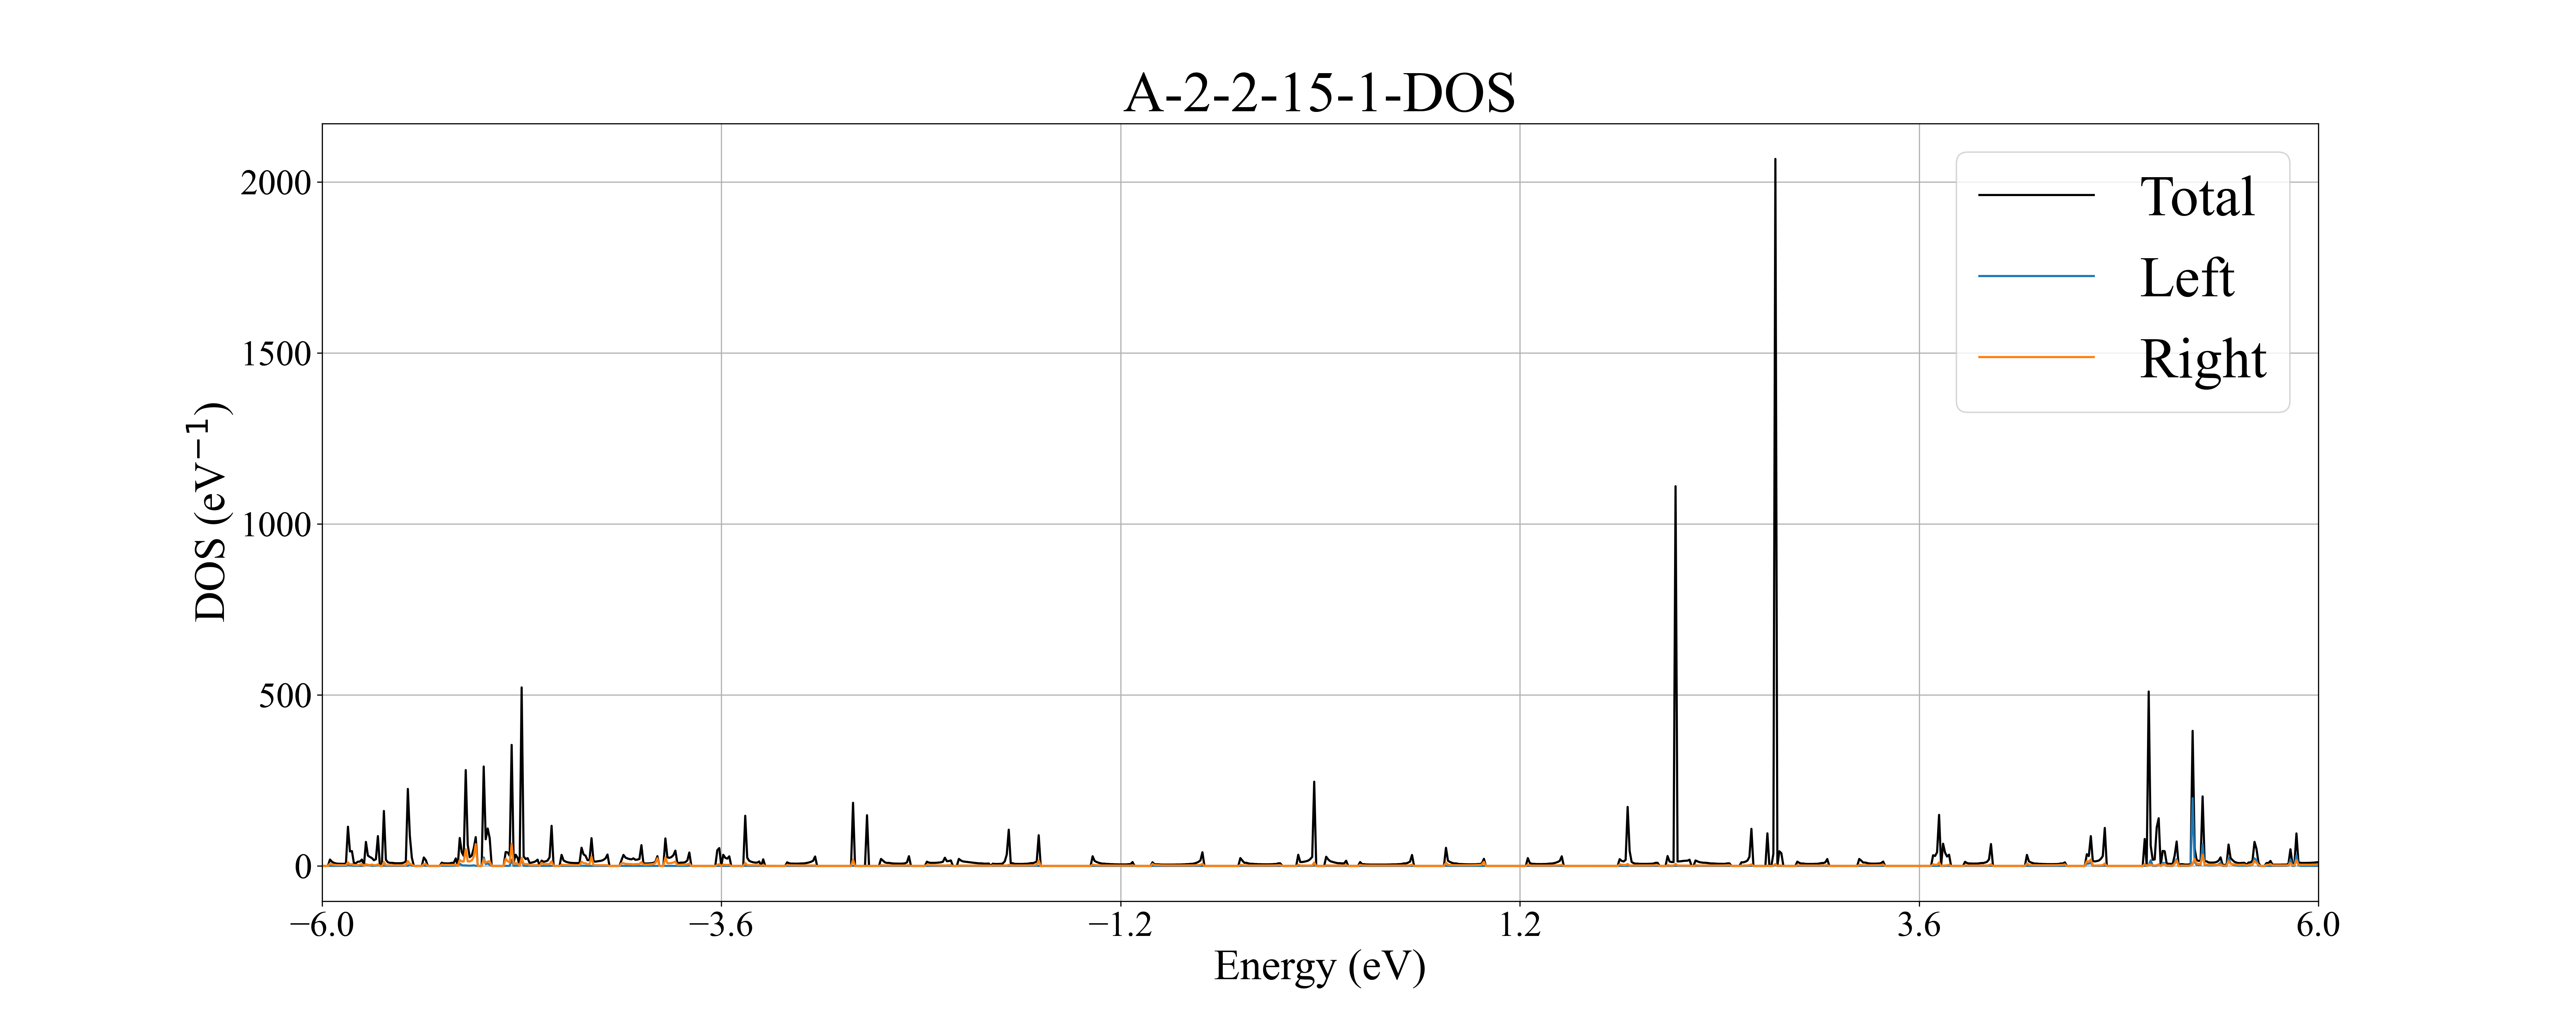 A-2-2-15-1-DOS
2000
1500
1000
500
0
DOS (eV⁻¹)
−6.0
−3.6
−1.2
1.2
3.6
6.0
Energy (eV)
Total
Left
Right